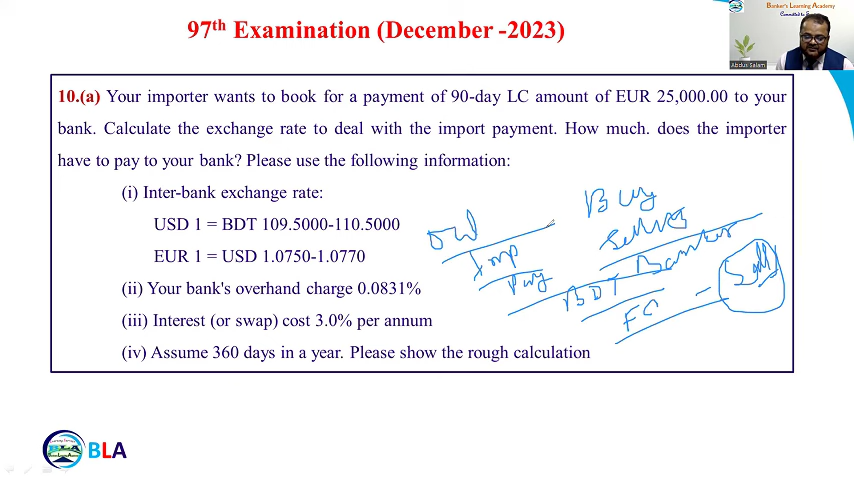 97th Examination (December -2023)
Banker's Learning Academy
Abdus Salam
10.(a) Your importer wants to book for a payment of 90-day LC amount of EUR 25,000.00 to your
bank. Calculate the exchange rate to deal with the import payment. How much. does the importer
have to pay to your bank? Please use the following information:
(i) Inter-bank exchange rate:
USD 1 = BDT 109.5000-110.5000
EUR 1 = USD 1.0750-1.0770
(ii) Your bank's overhand charge 0.0831%
(iii) Interest (or swap) cost 3.0% per annum
(iv) Assume 360 days in a year. Please show the rough calculation
Buy
Imp
Pay
Banker
BDT
FC
BLA
BLA